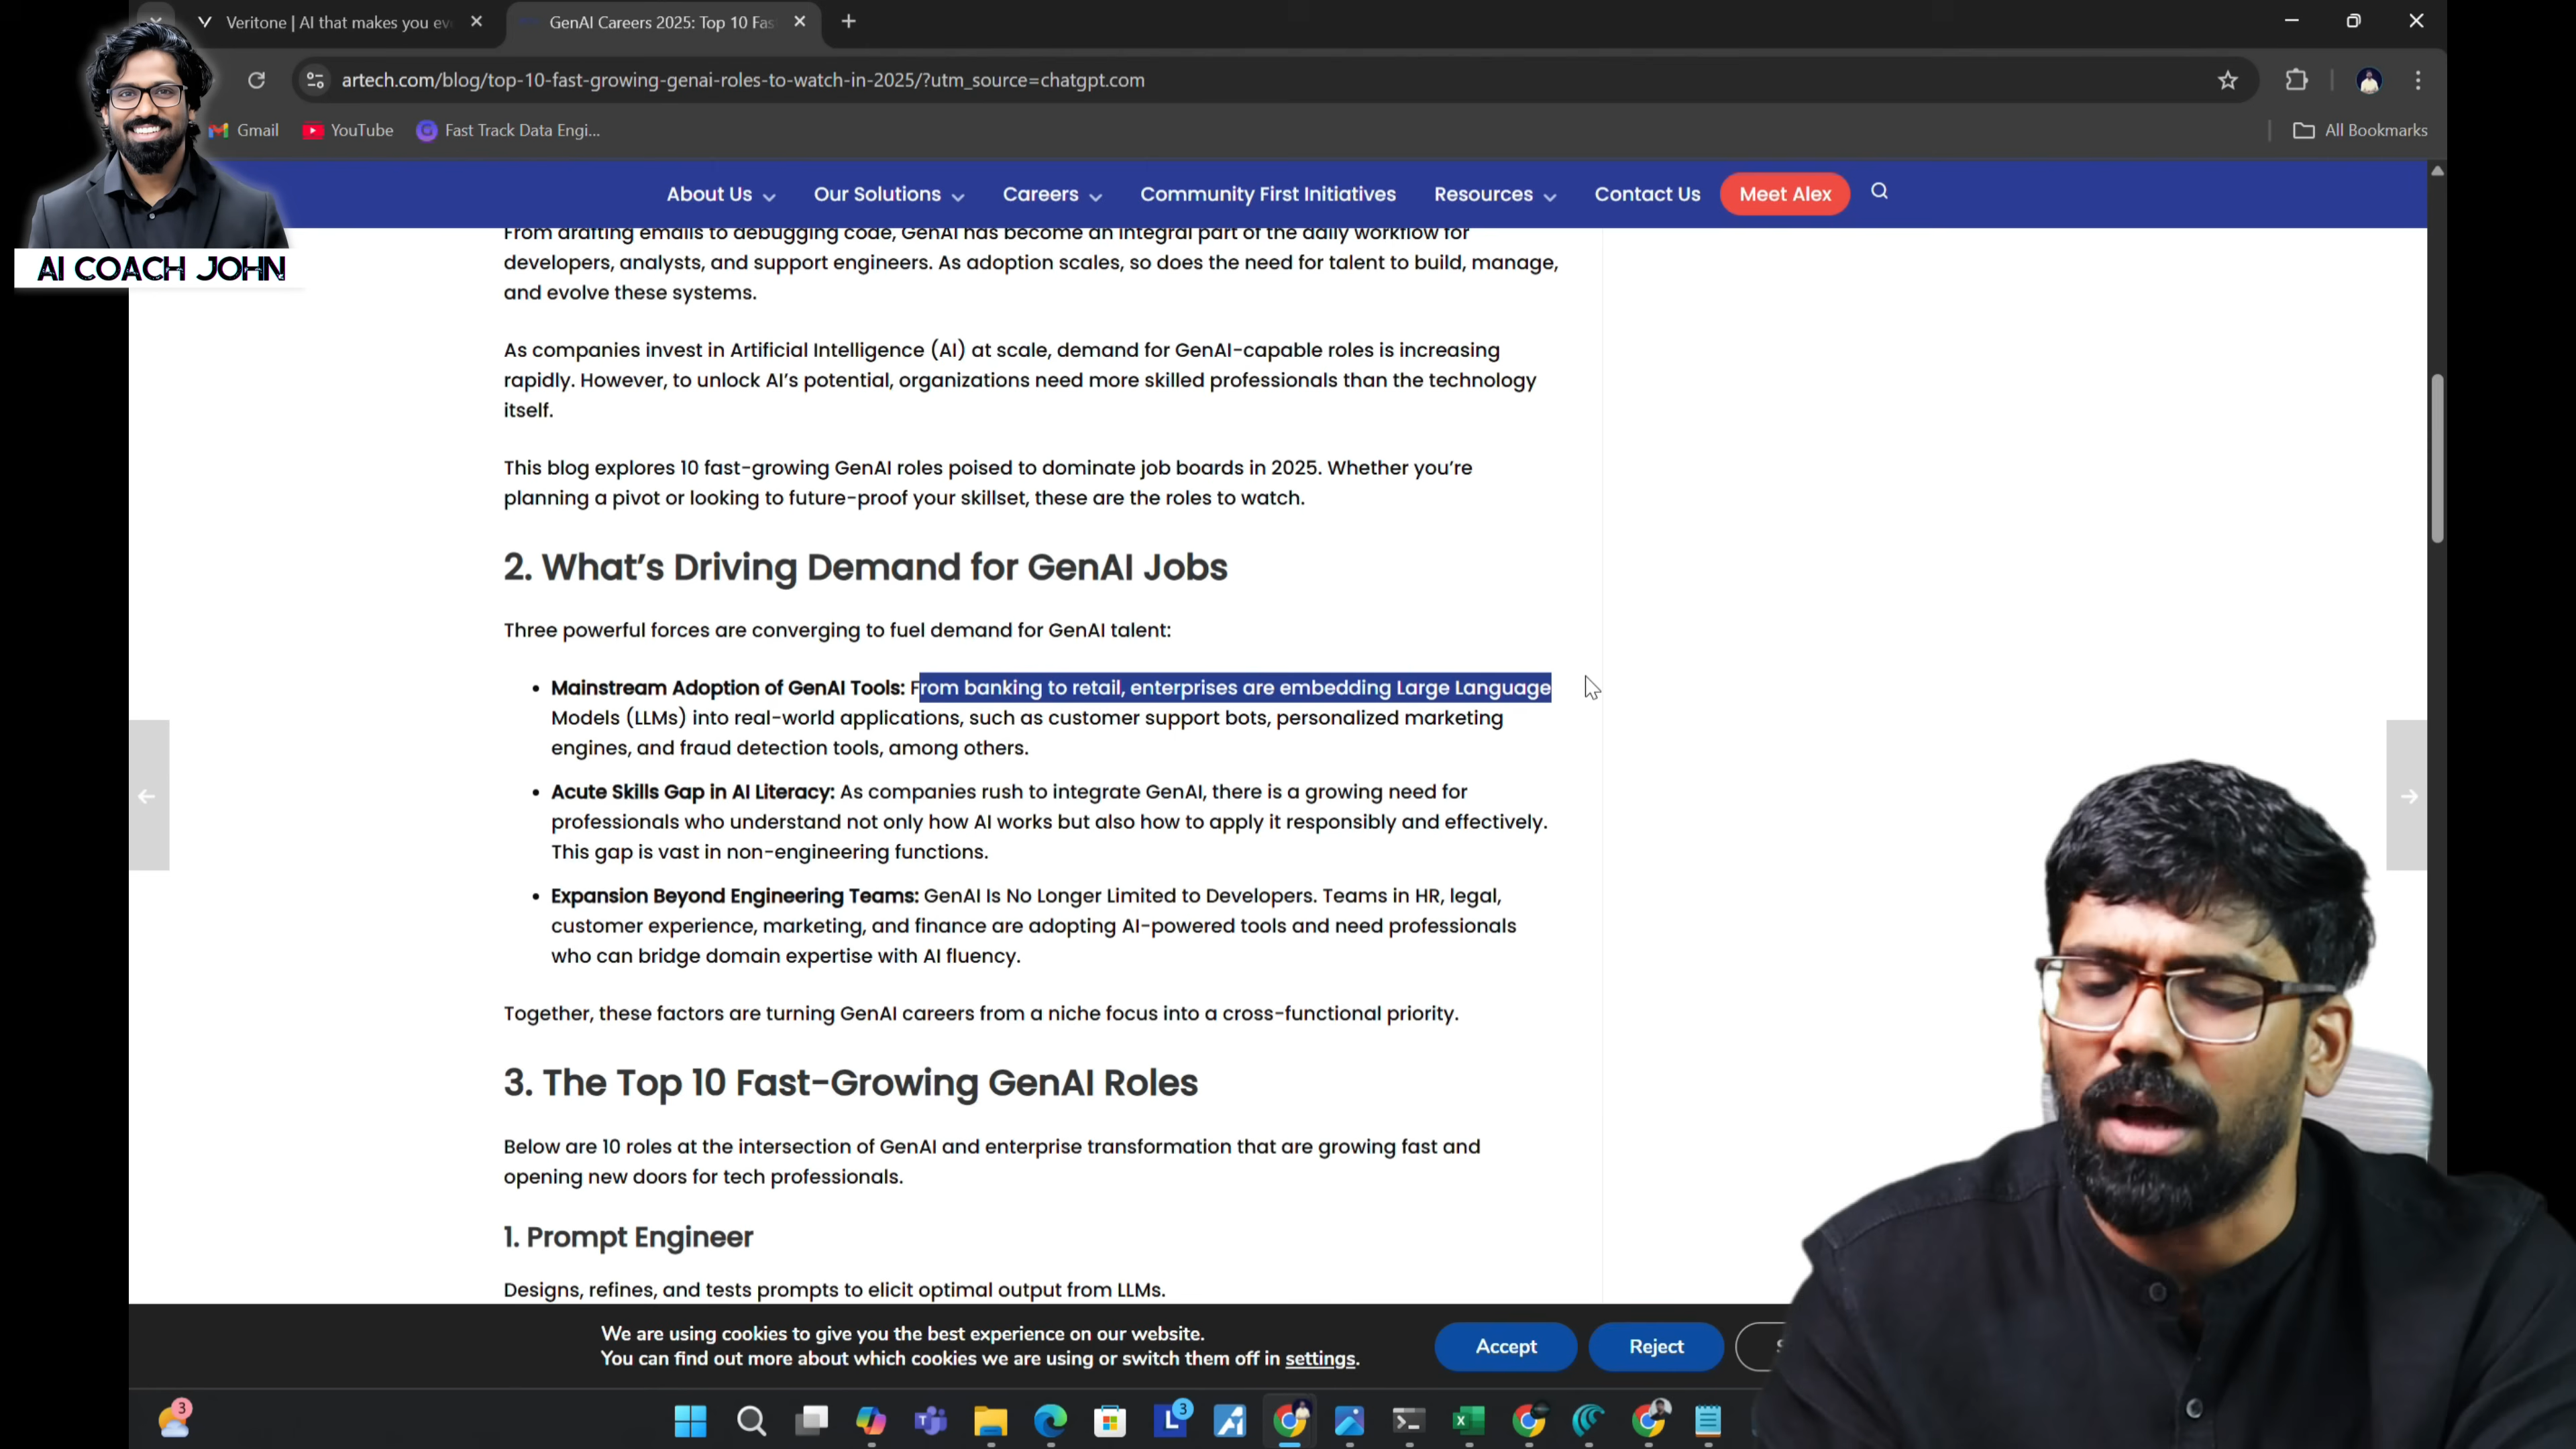 Veritone | AI that makes you eve
GenAI Careers 2025: Top 10 Fas
artech.com/blog/top-10-fast-growing-genai-roles-to-watch-in-2025/?utm_source=chatgpt.com
Gmail
YouTube
Fast Track Data Engi...
All Bookmarks
AI COACH JOHN
About Us
Our Solutions
Careers
Community First Initiatives
Resources
Contact Us
Meet Alex
From drafting emails to debugging code, GenAI has become an integral part of the daily workflow for
developers, analysts, and support engineers. As adoption scales, so does the need for talent to build, manage,
and evolve these systems.
As companies invest in Artificial Intelligence (AI) at scale, demand for GenAI-capable roles is increasing
rapidly. However, to unlock AI's potential, organizations need more skilled professionals than the technology
itself.
This blog explores 10 fast-growing GenAI roles poised to dominate job boards in 2025. Whether you're
planning a pivot or looking to future-proof your skillset, these are the roles to watch.
2. What's Driving Demand for GenAI Jobs
Three powerful forces are converging to fuel demand for GenAI talent:
• Mainstream Adoption of GenAI Tools: From banking to retail, enterprises are embedding Large Language
Models (LLMs) into real-world applications, such as customer support bots, personalized marketing
engines, and fraud detection tools, among others.
• Acute Skills Gap in AI Literacy: As companies rush to integrate GenAI, there is a growing need for
professionals who understand not only how AI works but also how to apply it responsibly and effectively.
This gap is vast in non-engineering functions.
• Expansion Beyond Engineering Teams: GenAI Is No Longer Limited to Developers. Teams in HR, legal,
customer experience, marketing, and finance are adopting AI-powered tools and need professionals
who can bridge domain expertise with AI fluency.
Together, these factors are turning GenAI careers from a niche focus into a cross-functional priority.
3. The Top 10 Fast-Growing GenAI Roles
Below are 10 roles at the intersection of GenAI and enterprise transformation that are growing fast and
opening new doors for tech professionals.
1. Prompt Engineer
Designs, refines, and tests prompts to elicit optimal output from LLMs.
We are using cookies to give you the best experience on our website.
You can find out more about which cookies we are using or switch them off in settings.
Accept
Reject
3
L
3